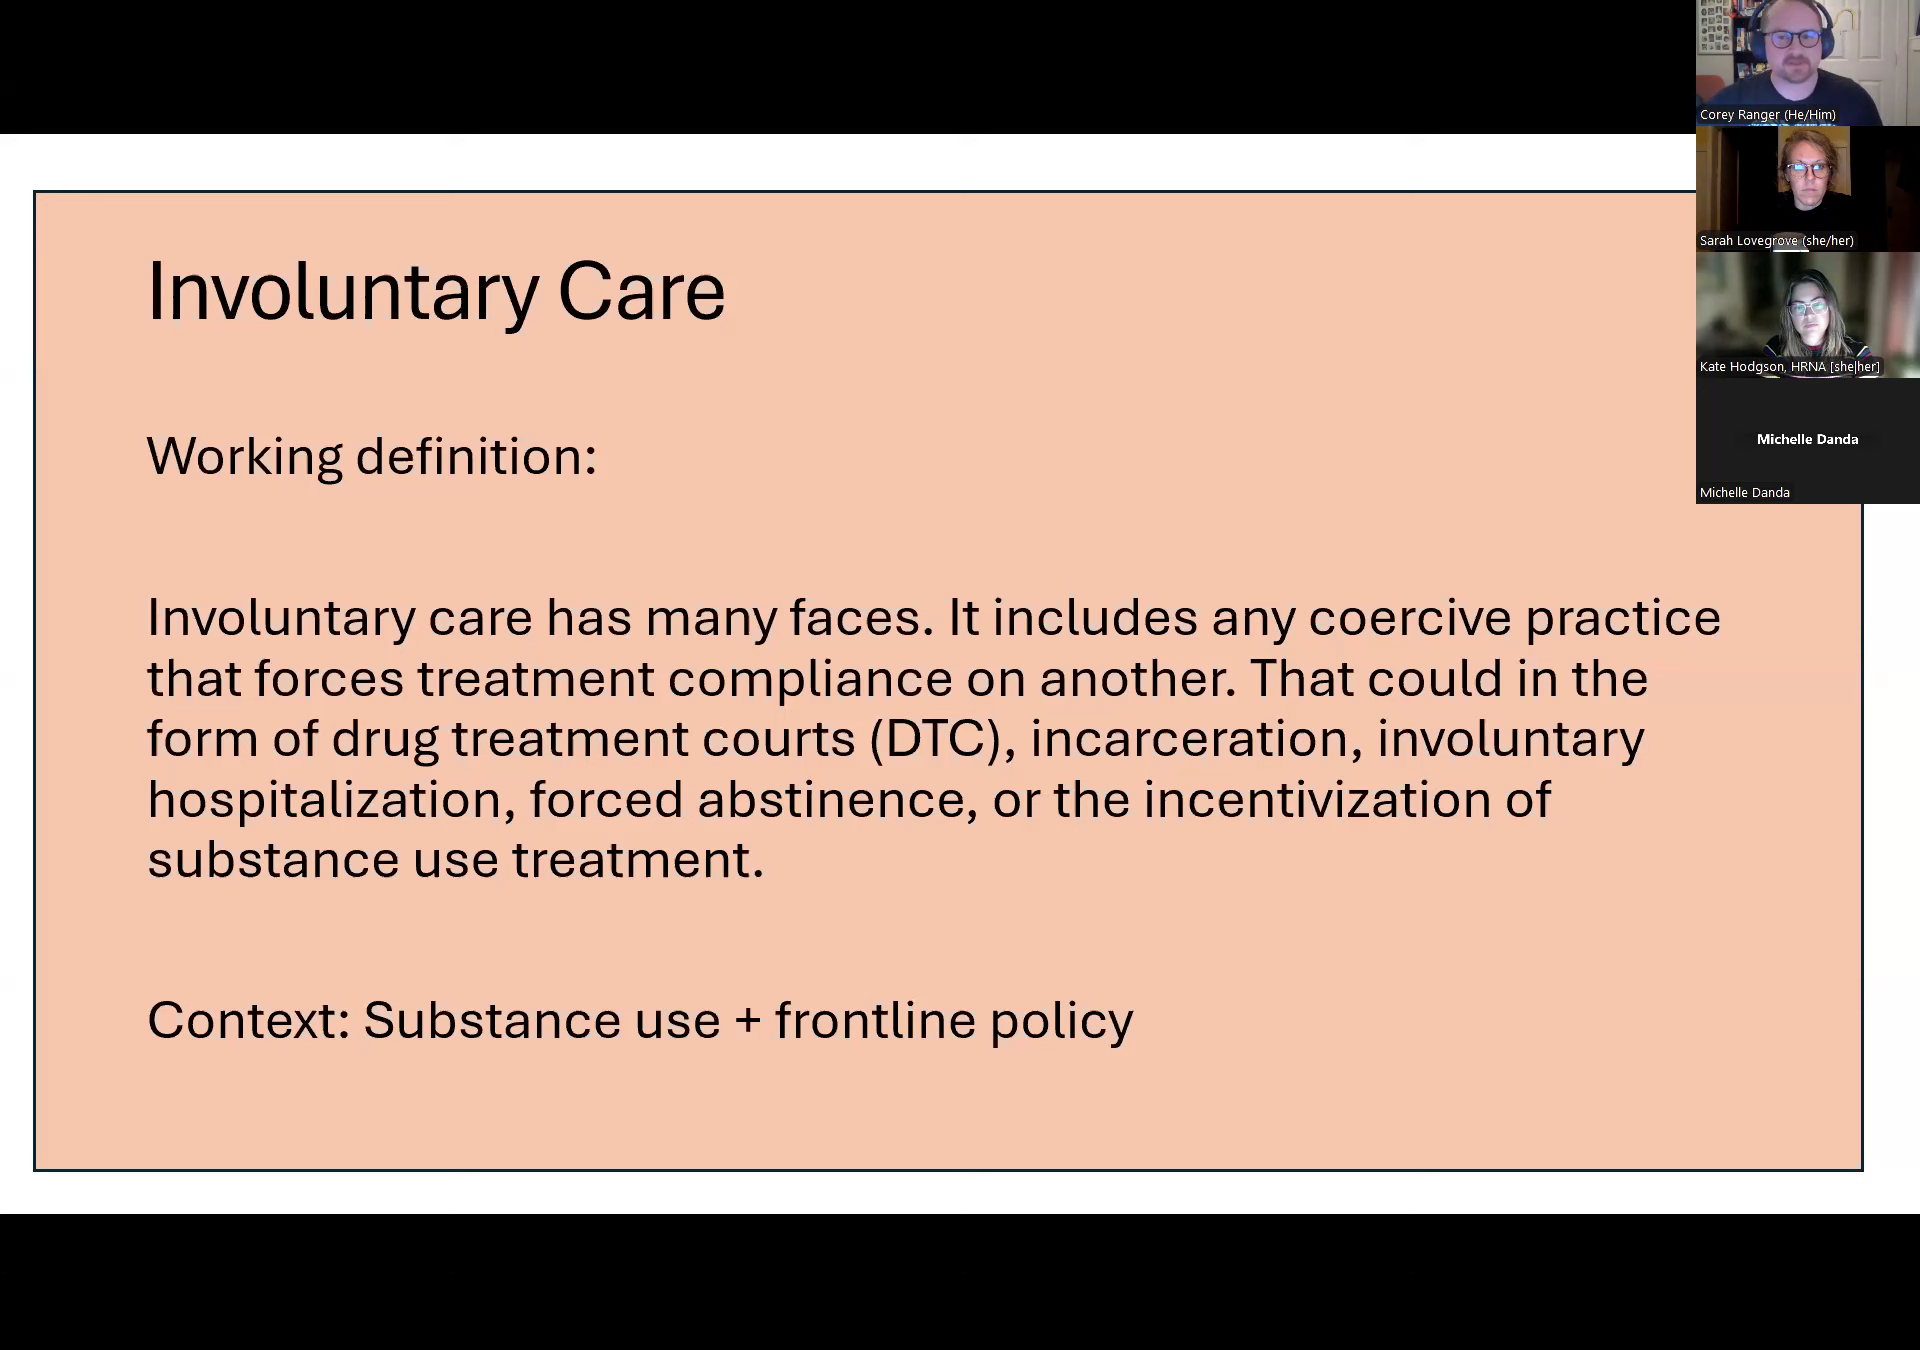 Involuntary Care
Working definition:
Involuntary care has many faces. It includes any coercive practice
that forces treatment compliance on another. That could in the
form of drug treatment courts (DTC), incarceration, involuntary
hospitalization, forced abstinence, or the incentivization of
substance use treatment.
Context: Substance use + frontline policy
Corey Ranger (He/Him)
Sarah Lovegrove (she/her)
Kate Hodgson, HRNA [she|her]
Michelle Danda
Michelle Danda